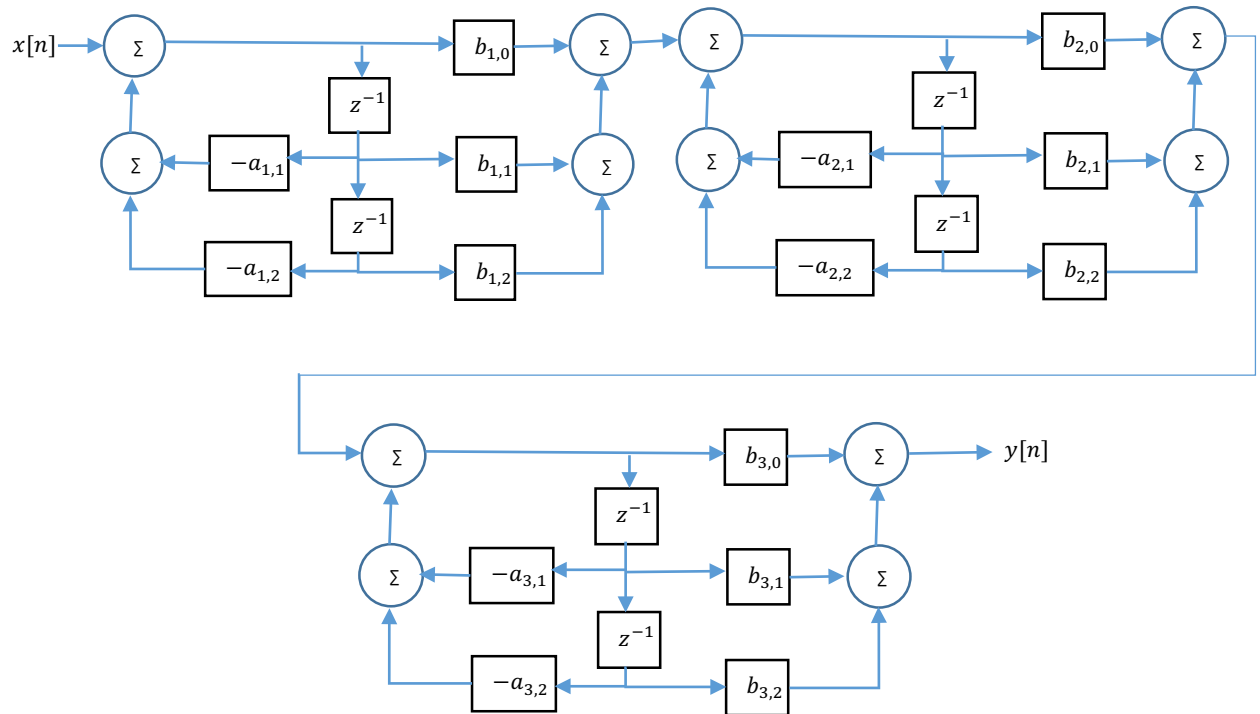 x[n] Σ b₁,₀ Σ Σ b₂,₀ Σ
z⁻¹ z⁻¹
Σ −a₁,₁ b₁,₁ Σ Σ −a₂,₁ b₂,₁ Σ
z⁻¹ z⁻¹
−a₁,₂ b₁,₂ −a₂,₂ b₂,₂
Σ b₃,₀ Σ y[n]
z⁻¹
Σ −a₃,₁ b₃,₁ Σ
z⁻¹
−a₃,₂ b₃,₂